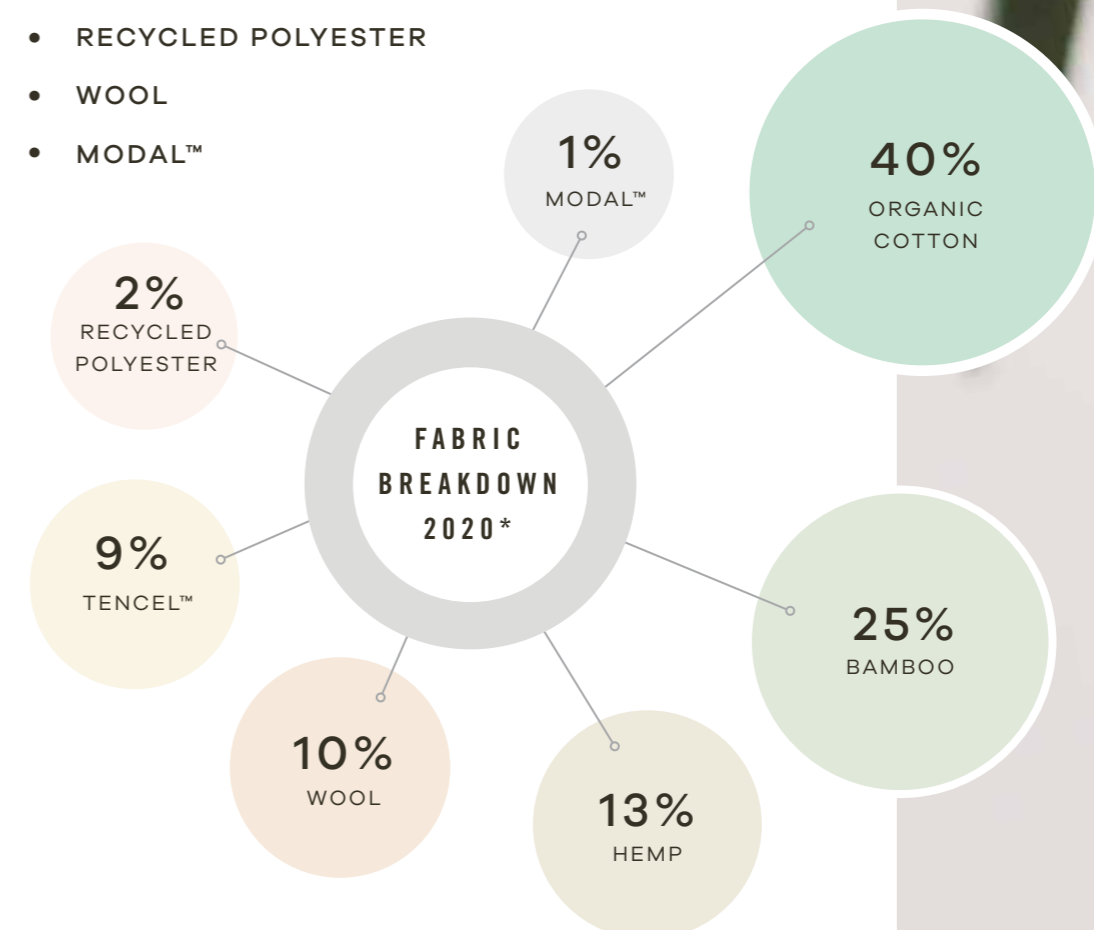 • RECYCLED POLYESTER
• WOOL
• MODAL™
1%
MODAL™
40%
ORGANIC
COTTON
2%
RECYCLED
POLYESTER
FABRIC
BREAKDOWN
2020*
9%
TENCEL™
25%
BAMBOO
10%
WOOL
13%
HEMP